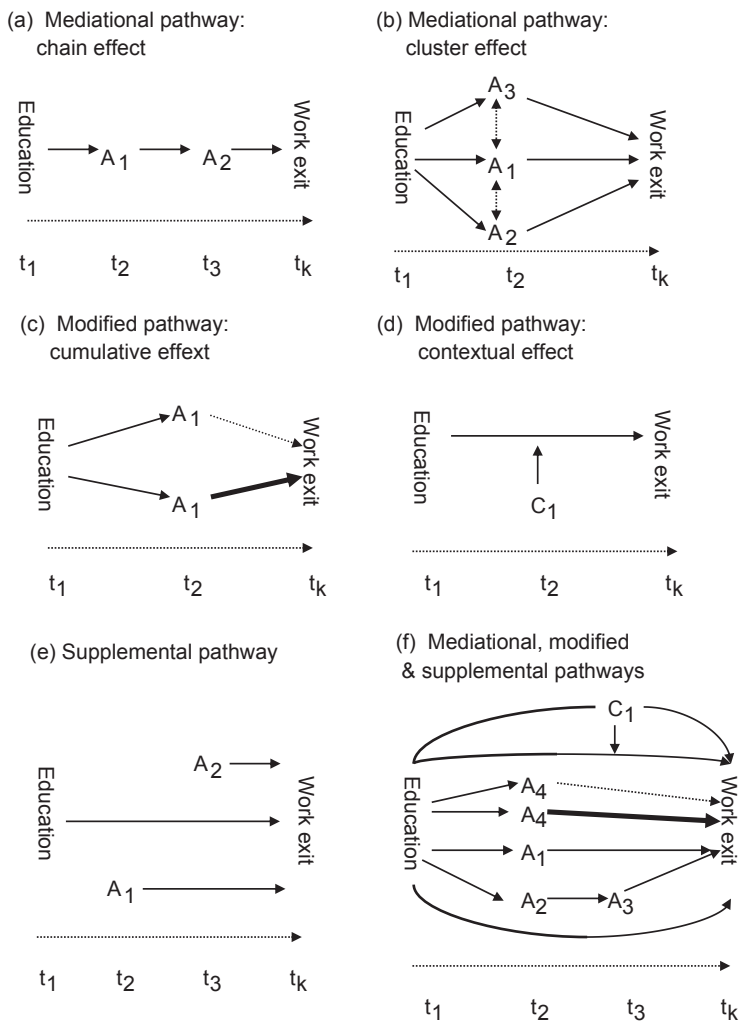 (a) Mediational pathway:
chain effect
Education
A1
A2
Work exit
t1 t2 t3 tk
(b) Mediational pathway:
cluster effect
Education
A3
A1
A2
Work exit
t1 t2 tk
(c) Modified pathway:
cumulative effext
Education
A1
A1
Work exit
t1 t2 tk
(d) Modified pathway:
contextual effect
Education
C1
Work exit
t1 t2 tk
(e) Supplemental pathway
Education
A2
A1
Work exit
t1 t2 t3 tk
(f) Mediational, modified
& supplemental pathways
C1
Education
A4
A4
A1
A2 A3
Work exit
t1 t2 t3 tk